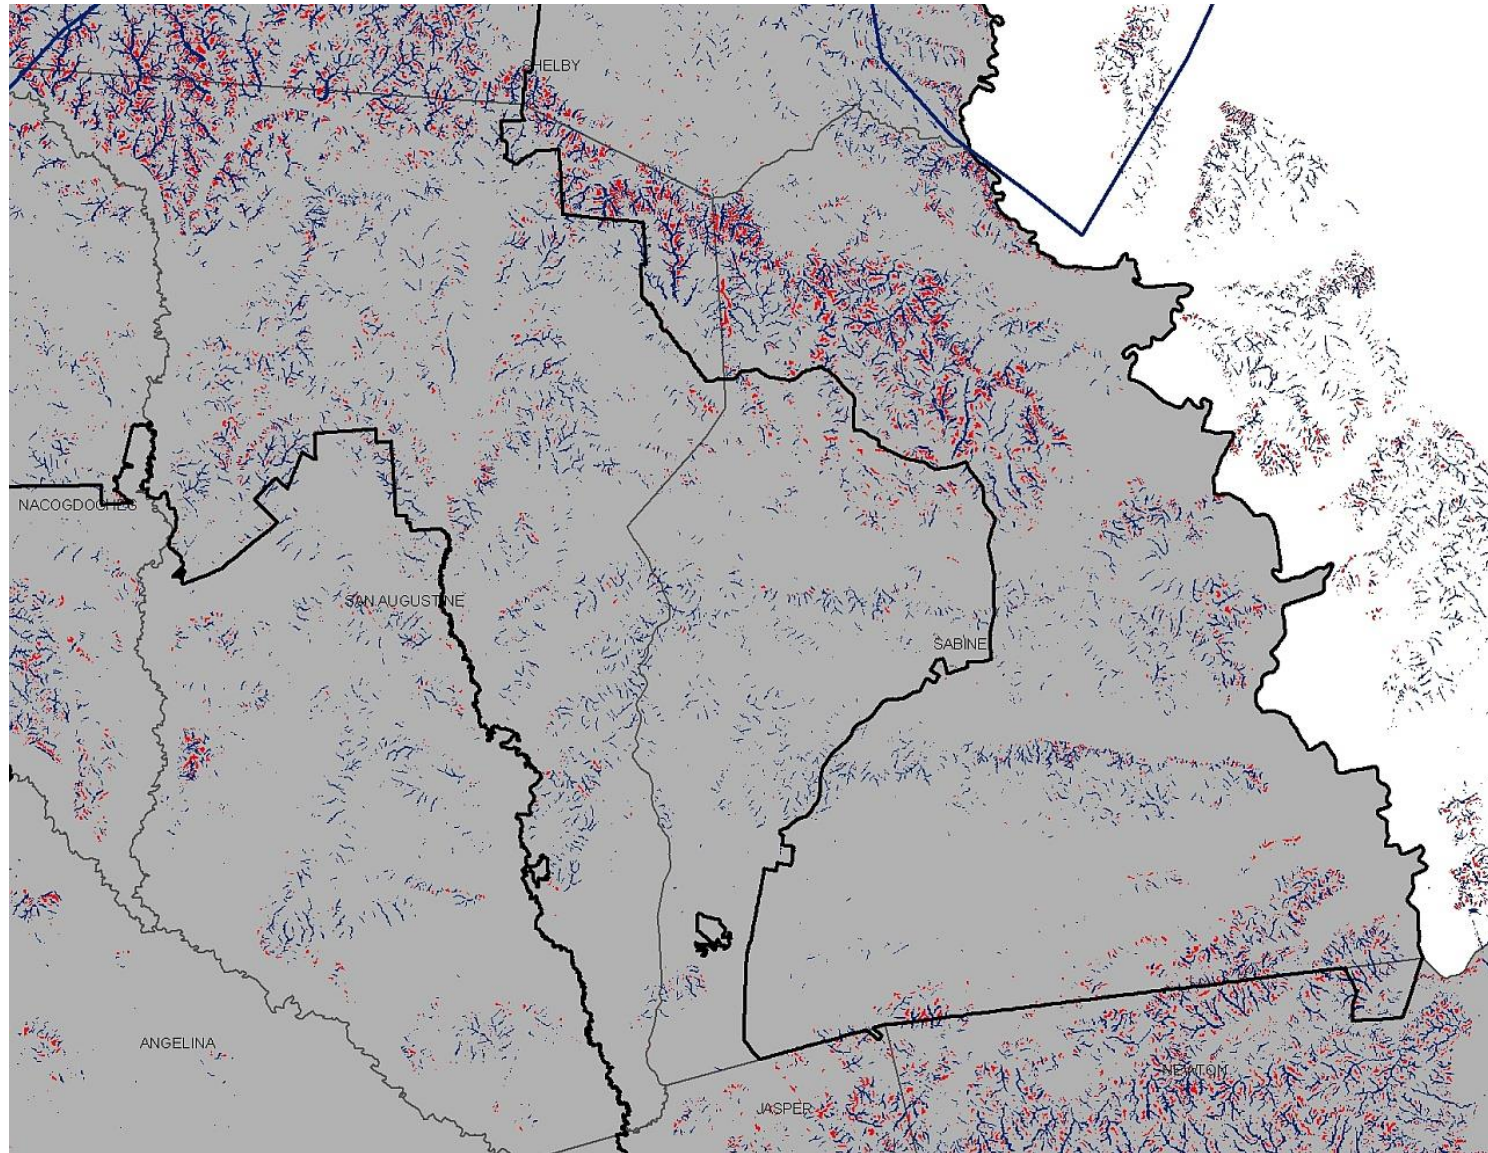 SHELBY
NACOGDOCHES
SAN AUGUSTINE
SABINE
ANGELINA
NEWTON
JASPER